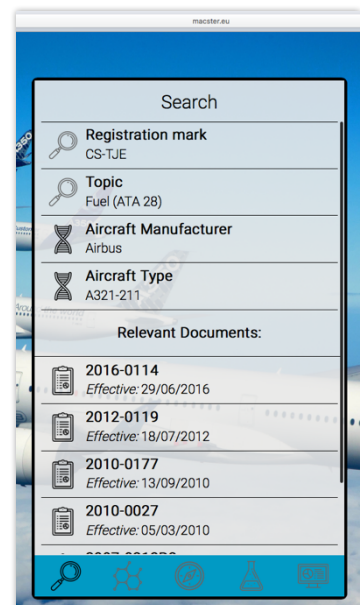 macster.eu
Search
Registration mark
CS-TJE
Topic
Fuel (ATA 28)
Aircraft Manufacturer
Airbus
Aircraft Type
A321-211
Relevant Documents:
2016-0114
Effective: 29/06/2016
2012-0119
Effective: 18/07/2012
2010-0177
Effective: 13/09/2010
2010-0027
Effective: 05/03/2010